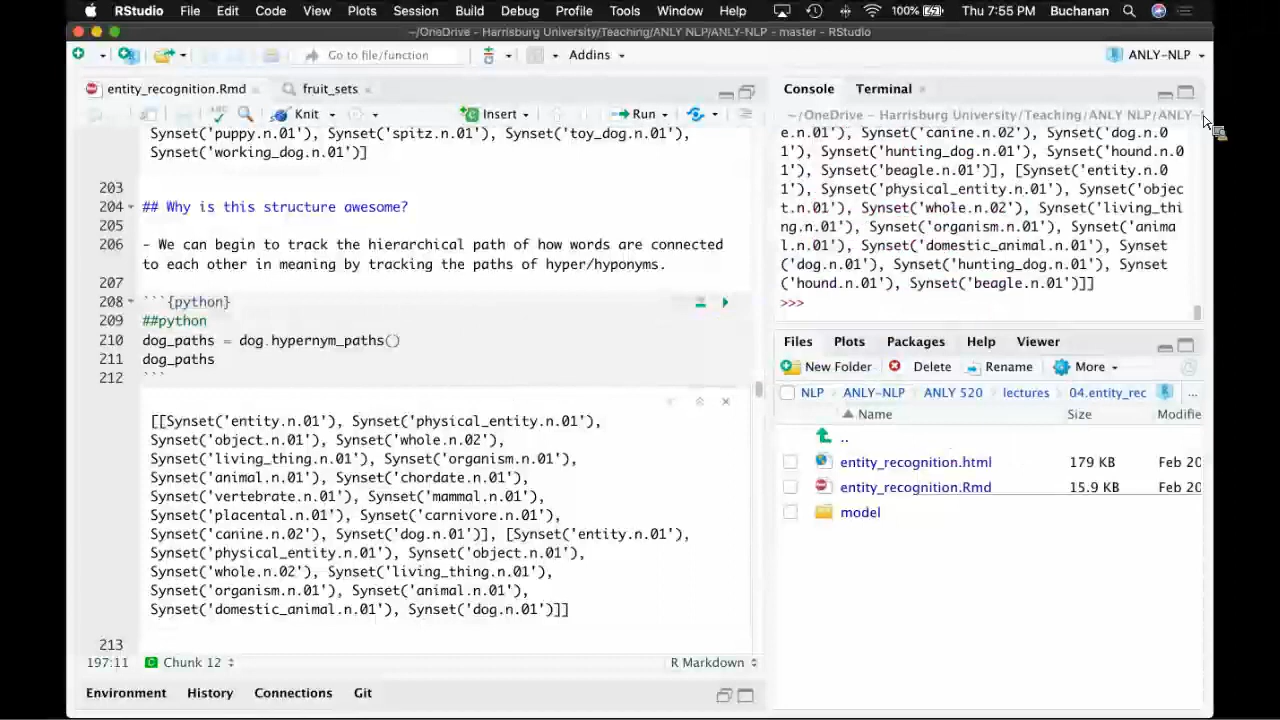 RStudio File Edit Code View Plots Session Build Debug Profile Tools Window Help 100% Thu 7:55 PM Buchanan
~/OneDrive - Harrisburg University/Teaching/ANLY NLP/ANLY-NLP - master - RStudio
Go to file/function Addins ANLY-NLP
entity_recognition.Rmd fruit_sets
ABC Knit Insert Run
Synset('puppy.n.01'), Synset('spitz.n.01'), Synset('toy_dog.n.01'),
Synset('working_dog.n.01')]
203
204 ## Why is this structure awesome?
205
206 - We can begin to track the hierarchical path of how words are connected
to each other in meaning by tracking the paths of hyper/hyponyms.
207
208 ```{python}
209 ##python
210 dog_paths = dog.hypernym_paths()
211 dog_paths
212 ```
[[Synset('entity.n.01'), Synset('physical_entity.n.01'),
Synset('object.n.01'), Synset('whole.n.02'),
Synset('living_thing.n.01'), Synset('organism.n.01'),
Synset('animal.n.01'), Synset('chordate.n.01'),
Synset('vertebrate.n.01'), Synset('mammal.n.01'),
Synset('placental.n.01'), Synset('carnivore.n.01'),
Synset('canine.n.02'), Synset('dog.n.01')], [Synset('entity.n.01'),
Synset('physical_entity.n.01'), Synset('object.n.01'),
Synset('whole.n.02'), Synset('living_thing.n.01'),
Synset('organism.n.01'), Synset('animal.n.01'),
Synset('domestic_animal.n.01'), Synset('dog.n.01')]]
213
197:11 Chunk 12 R Markdown
Environment History Connections Git
Console Terminal
~/OneDrive - Harrisburg University/Teaching/ANLY NLP/ANLY-
e.n.01'), Synset('canine.n.02'), Synset('dog.n.0
1'), Synset('hunting_dog.n.01'), Synset('hound.n.0
1'), Synset('beagle.n.01')], [Synset('entity.n.0
1'), Synset('physical_entity.n.01'), Synset('objec
t.n.01'), Synset('whole.n.02'), Synset('living_thi
ng.n.01'), Synset('organism.n.01'), Synset('anima
l.n.01'), Synset('domestic_animal.n.01'), Synset
('dog.n.01'), Synset('hunting_dog.n.01'), Synset
('hound.n.01'), Synset('beagle.n.01')]]
>>>
Files Plots Packages Help Viewer
New Folder Delete Rename More
NLP ANLY-NLP ANLY 520 lectures 04.entity_rec ...
Name Size Modifie
..
entity_recognition.html 179 KB Feb 20
entity_recognition.Rmd 15.9 KB Feb 20
model